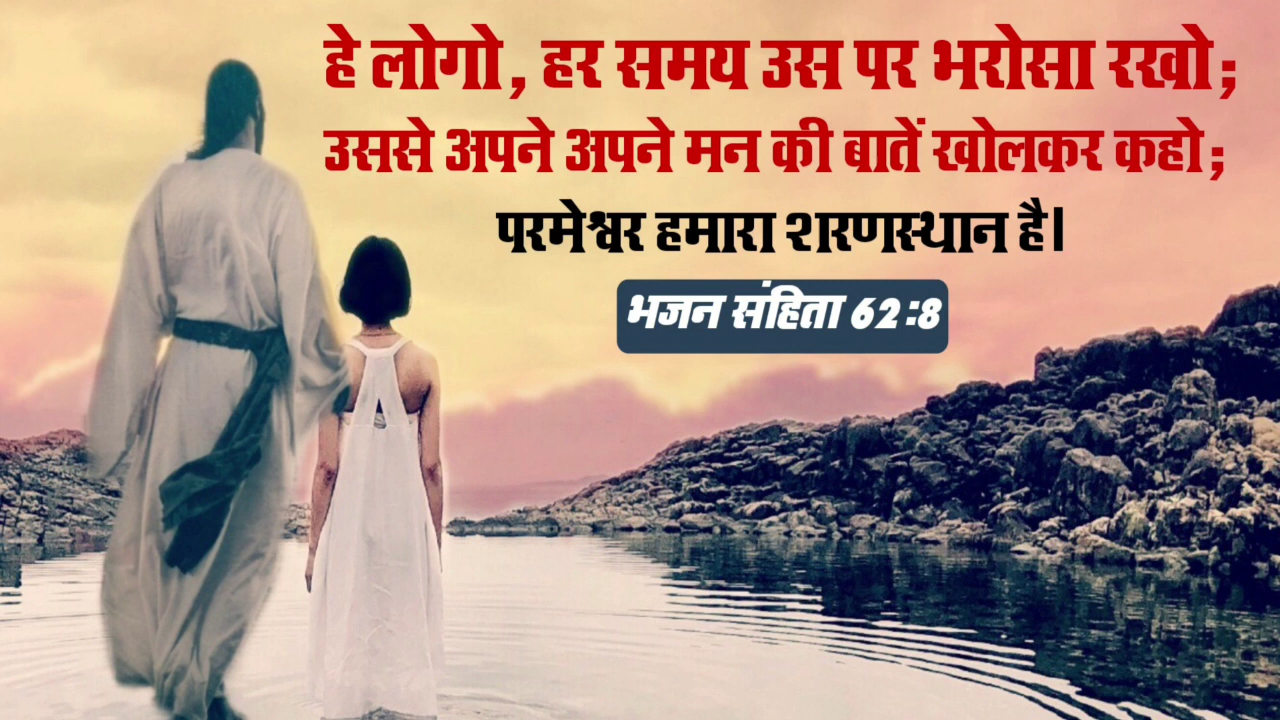 हे लोगो, हर समय उस पर भरोसा रखो;
उससे अपने अपने मन की बातें खोलकर कहो;
परमेश्वर हमारा शरणस्थान है।
भजन संहिता 62:8